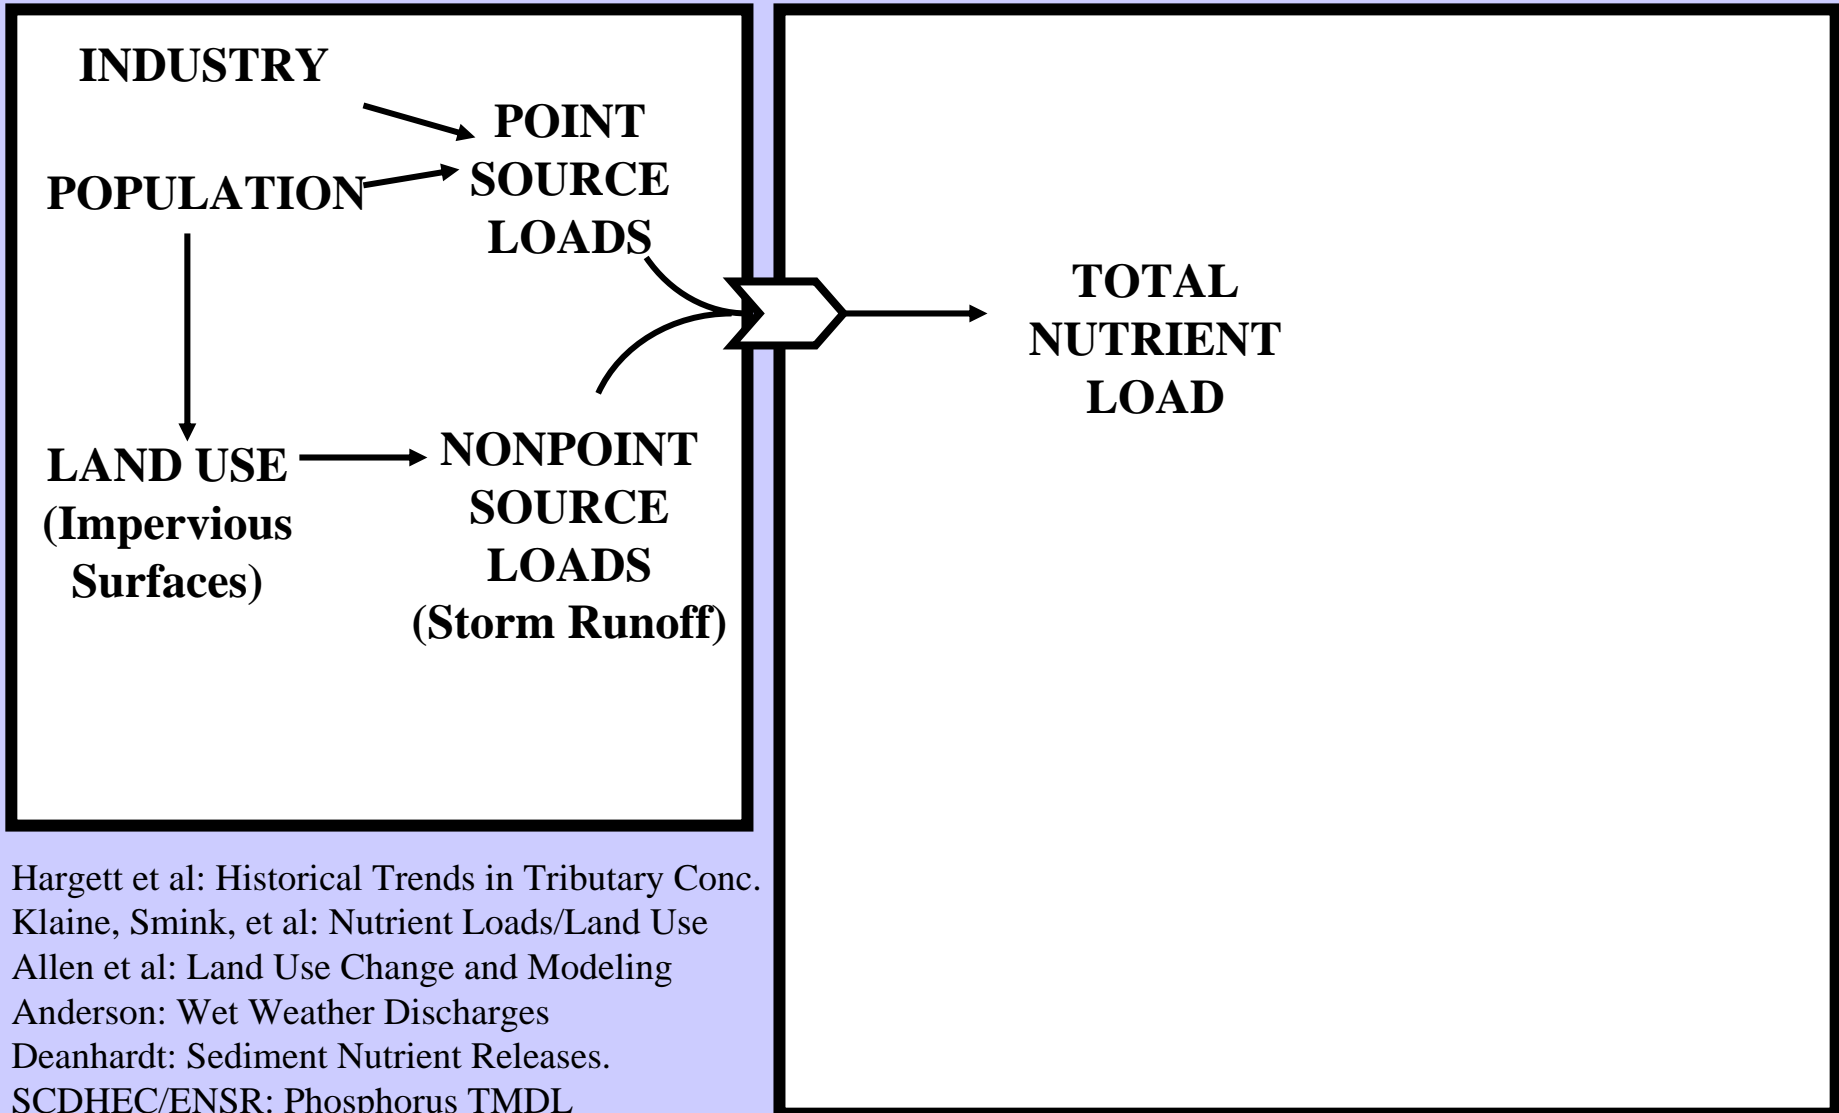 INDUSTRY
POPULATION
POINT
SOURCE
LOADS
LAND USE
(Impervious
Surfaces)
NONPOINT
SOURCE
LOADS
(Storm Runoff)
TOTAL
NUTRIENT
LOAD
Hargett et al: Historical Trends in Tributary Conc.
Klaine, Smink, et al: Nutrient Loads/Land Use
Allen et al: Land Use Change and Modeling
Anderson: Wet Weather Discharges
Deanhardt: Sediment Nutrient Releases.
SCDHEC/ENSR: Phosphorus TMDL